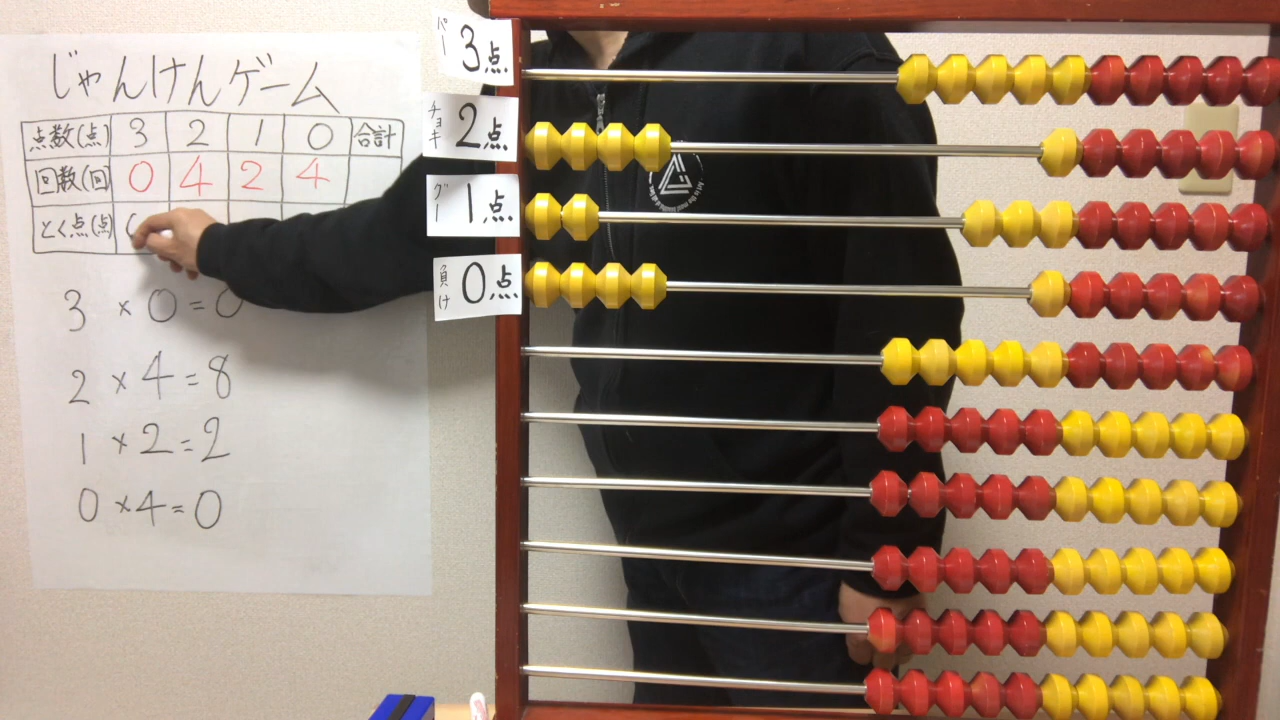 じゃんけんゲーム
点数(点) 3 2 1 0 合計
回数(回) 0 4 2 4
とく点(点)
3 × 0 = 0
2 × 4 = 8
1 × 2 = 2
0 × 4 = 0
パー 3点
チョキ 2点
グー 1点
負け 0点